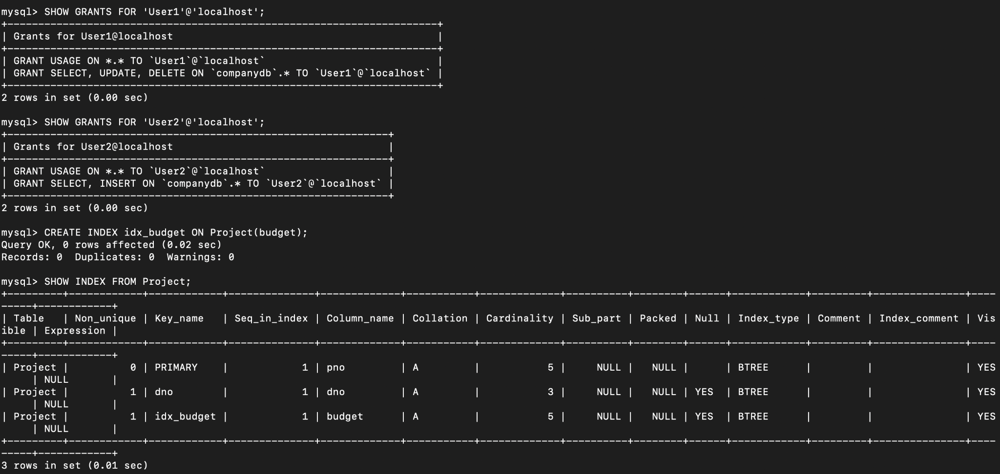 mysql> SHOW GRANTS FOR 'User1'@'localhost';
+----------------------------------------------------------------------+
| Grants for User1@localhost                                           |
+----------------------------------------------------------------------+
| GRANT USAGE ON *.* TO `User1`@`localhost`                            |
| GRANT SELECT, UPDATE, DELETE ON `companydb`.* TO `User1`@`localhost` |
+----------------------------------------------------------------------+
2 rows in set (0.00 sec)

mysql> SHOW GRANTS FOR 'User2'@'localhost';
+--------------------------------------------------------------+
| Grants for User2@localhost                                   |
+--------------------------------------------------------------+
| GRANT USAGE ON *.* TO `User2`@`localhost`                    |
| GRANT SELECT, INSERT ON `companydb`.* TO `User2`@`localhost` |
+--------------------------------------------------------------+
2 rows in set (0.00 sec)

mysql> CREATE INDEX idx_budget ON Project(budget);
Query OK, 0 rows affected (0.02 sec)
Records: 0  Duplicates: 0  Warnings: 0

mysql> SHOW INDEX FROM Project;
+---------+------------+------------+--------------+-------------+-----------+-------------+----------+--------+------+------------+---------+---------------+----
-----+------------+
| Table   | Non_unique | Key_name   | Seq_in_index | Column_name | Collation | Cardinality | Sub_part | Packed | Null | Index_type | Comment | Index_comment | Vis
ible | Expression |
+---------+------------+------------+--------------+-------------+-----------+-------------+----------+--------+------+------------+---------+---------------+----
-----+------------+
| Project |          0 | PRIMARY    |            1 | pno         | A         |           5 |     NULL |   NULL |      | BTREE      |         |               | YES
     | NULL       |
| Project |          1 | dno        |            1 | dno         | A         |           3 |     NULL |   NULL | YES  | BTREE      |         |               | YES
     | NULL       |
| Project |          1 | idx_budget |            1 | budget      | A         |           5 |     NULL |   NULL | YES  | BTREE      |         |               | YES
     | NULL       |
+---------+------------+------------+--------------+-------------+-----------+-------------+----------+--------+------+------------+---------+---------------+----
-----+------------+
3 rows in set (0.01 sec)